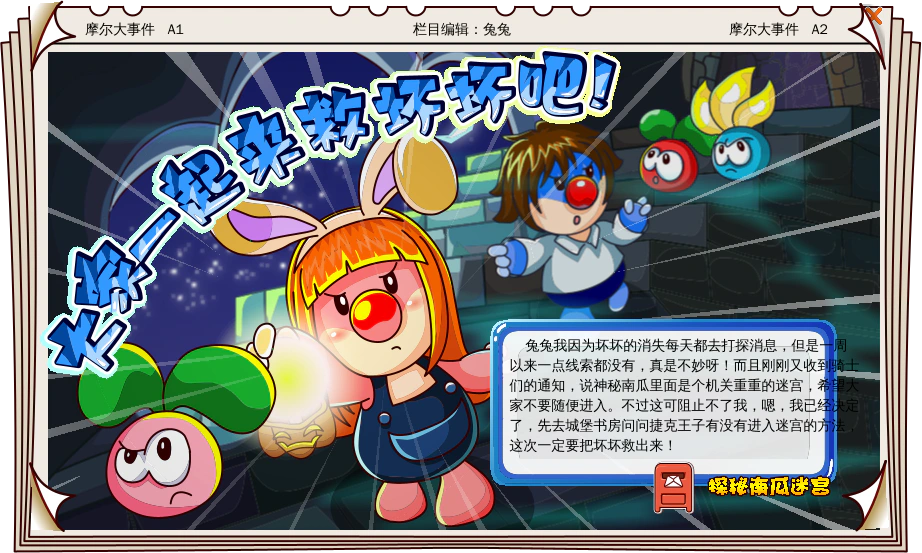 摩尔大事件 A1
栏目编辑：兔兔
摩尔大事件 A2
大家一起来救坏坏吧！
兔兔我因为坏坏的消失每天都去打探消息，但是一周
以来一点线索都没有，真是不妙呀！而且刚刚又收到骑士
们的通知，说神秘南瓜里面是个机关重重的迷宫，希望大
家不要随便进入。不过这可阻止不了我，嗯，我已经决定
了，先去城堡书房问问捷克王子有没有进入迷宫的方法，
这次一定要把坏坏救出来！
探秘南瓜迷宫